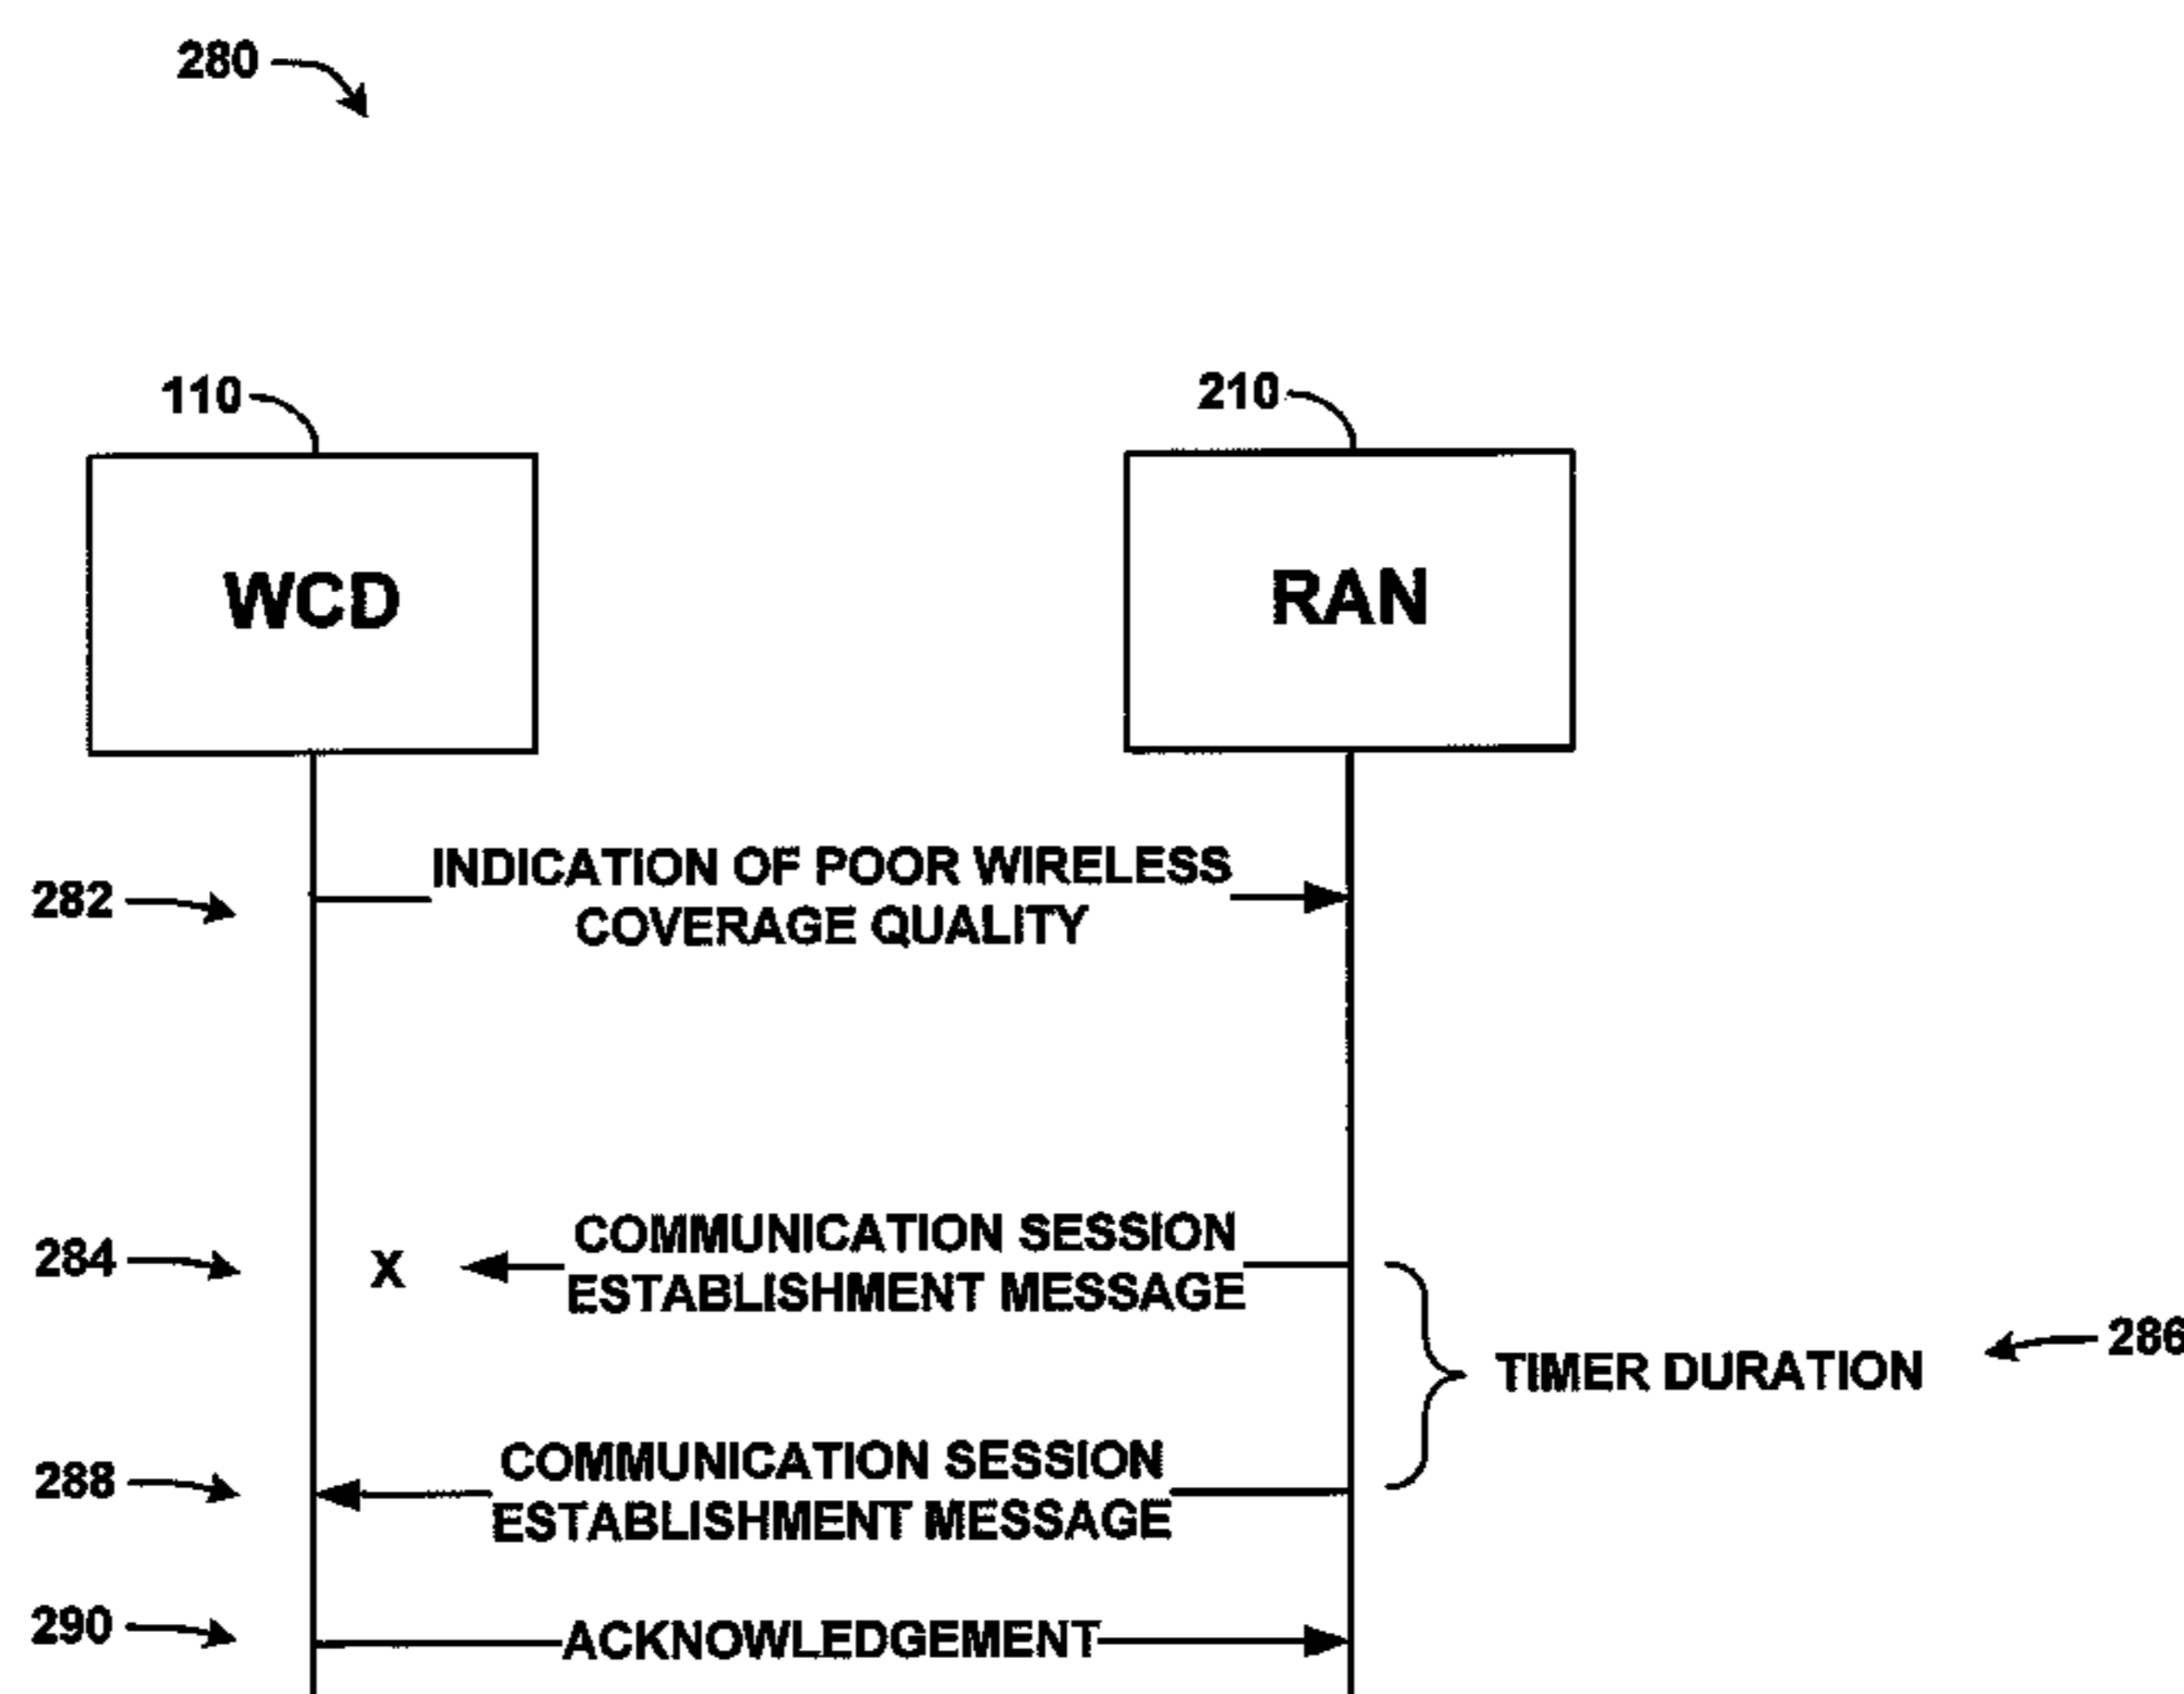 280
110
210
WCD
RAN
INDICATION OF POOR WIRELESS
COVERAGE QUALITY
282
COMMUNICATION SESSION
ESTABLISHMENT MESSAGE
284
X
TIMER DURATION
286
COMMUNICATION SESSION
ESTABLISHMENT MESSAGE
288
290
ACKNOWLEDGEMENT